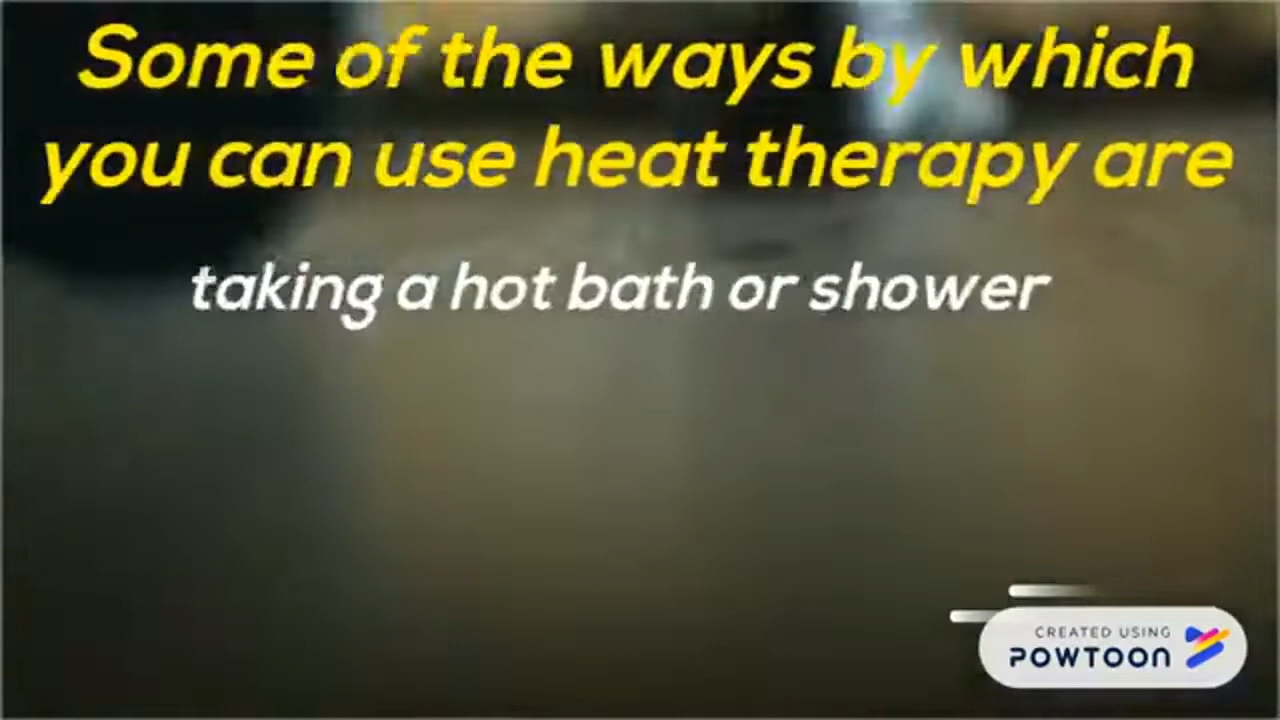 Some of the ways by which
you can use heat therapy are
taking a hot bath or shower
CREATED USING
POWTOON